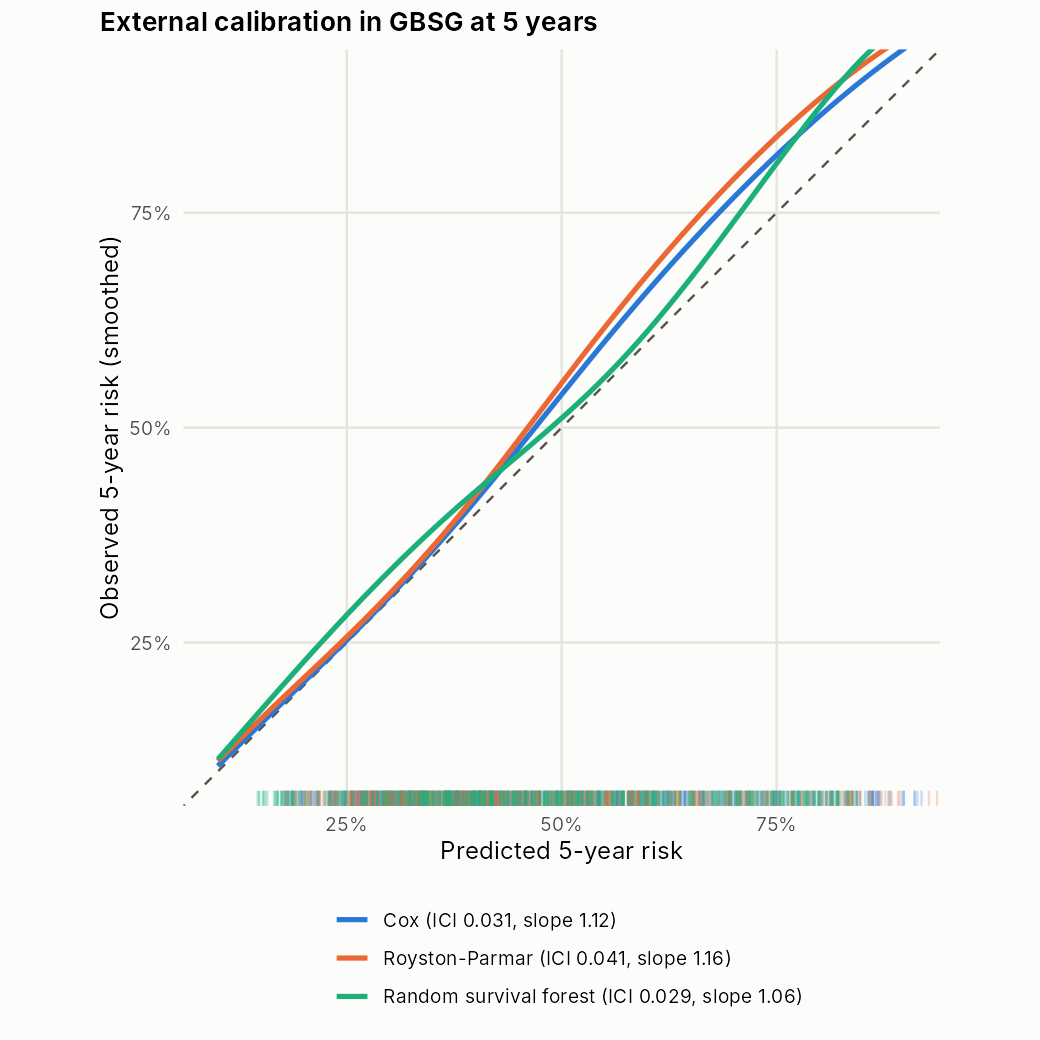 External calibration in GBSG at 5 years
Observed 5-year risk (smoothed)
75%
50%
25%
25%
50%
75%
Predicted 5-year risk
Cox (ICI 0.031, slope 1.12)
Royston-Parmar (ICI 0.041, slope 1.16)
Random survival forest (ICI 0.029, slope 1.06)